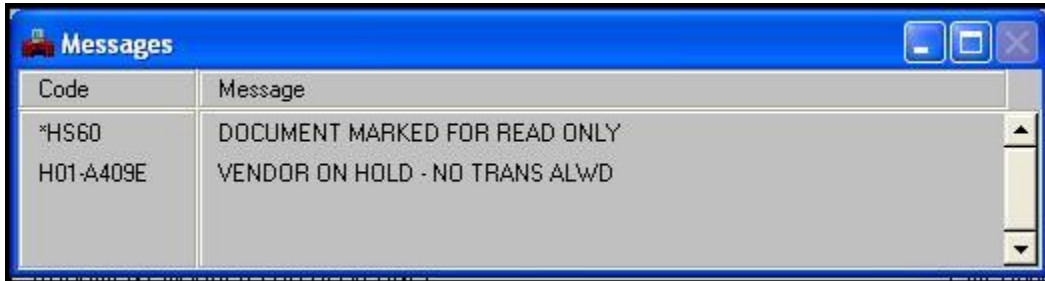 Messages
Code Message
*HS60 DOCUMENT MARKED FOR READ ONLY
H01-A409E VENDOR ON HOLD - NO TRANS ALWD